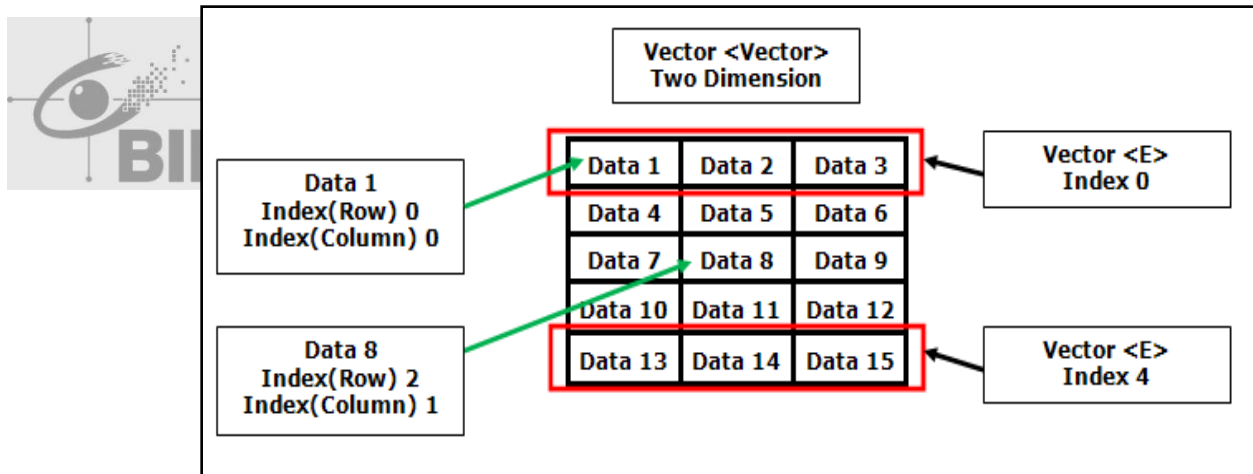 Vector <Vector>
Two Dimension
Data 1 Data 2 Data 3
Data 4 Data 5 Data 6
Data 7 Data 8 Data 9
Data 10 Data 11 Data 12
Data 13 Data 14 Data 15
Data 1
Index(Row) 0
Index(Column) 0
Data 8
Index(Row) 2
Index(Column) 1
Vector <E>
Index 0
Vector <E>
Index 4